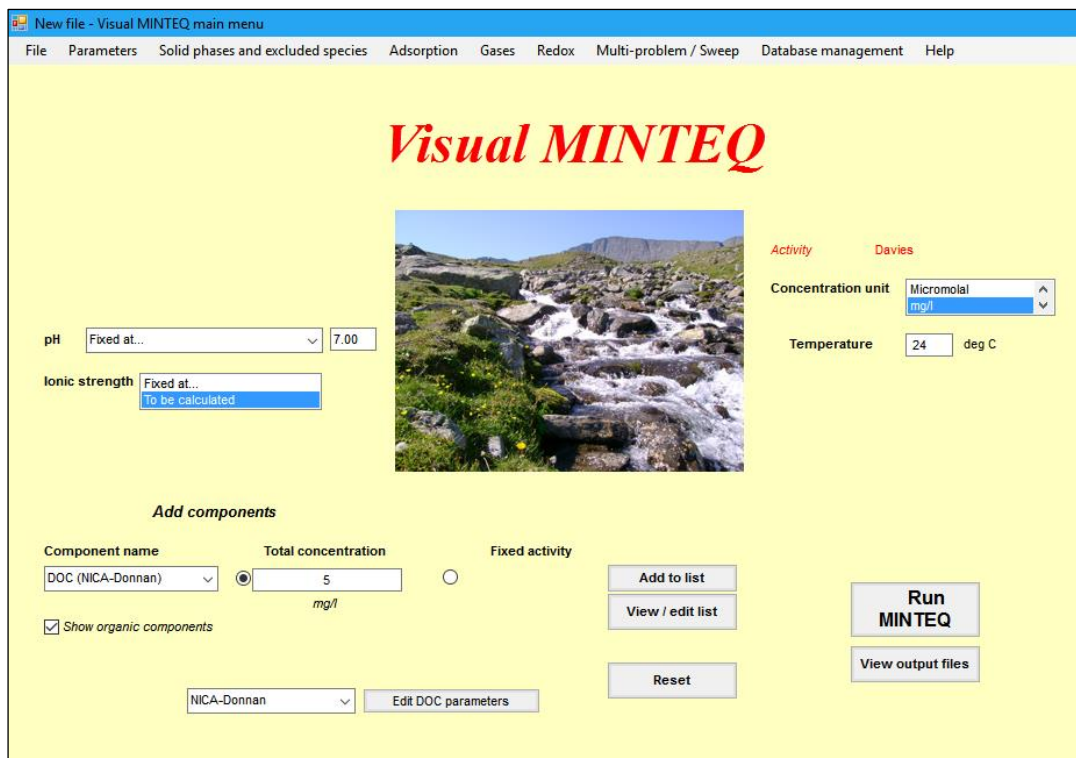 New file - Visual MINTEQ main menu
File Parameters Solid phases and excluded species Adsorption Gases Redox Multi-problem / Sweep Database management Help
Visual MINTEQ
Activity Davies
Concentration unit Micromolal
mg/l
pH Fixed at... 7.00
Temperature 24 deg C
Ionic strength Fixed at...
To be calculated
Add components
Component name Total concentration Fixed activity
DOC (NICA-Donnan) 5
mg/l
Show organic components
Add to list
View / edit list
Run
MINTEQ
View output files
Reset
NICA-Donnan Edit DOC parameters